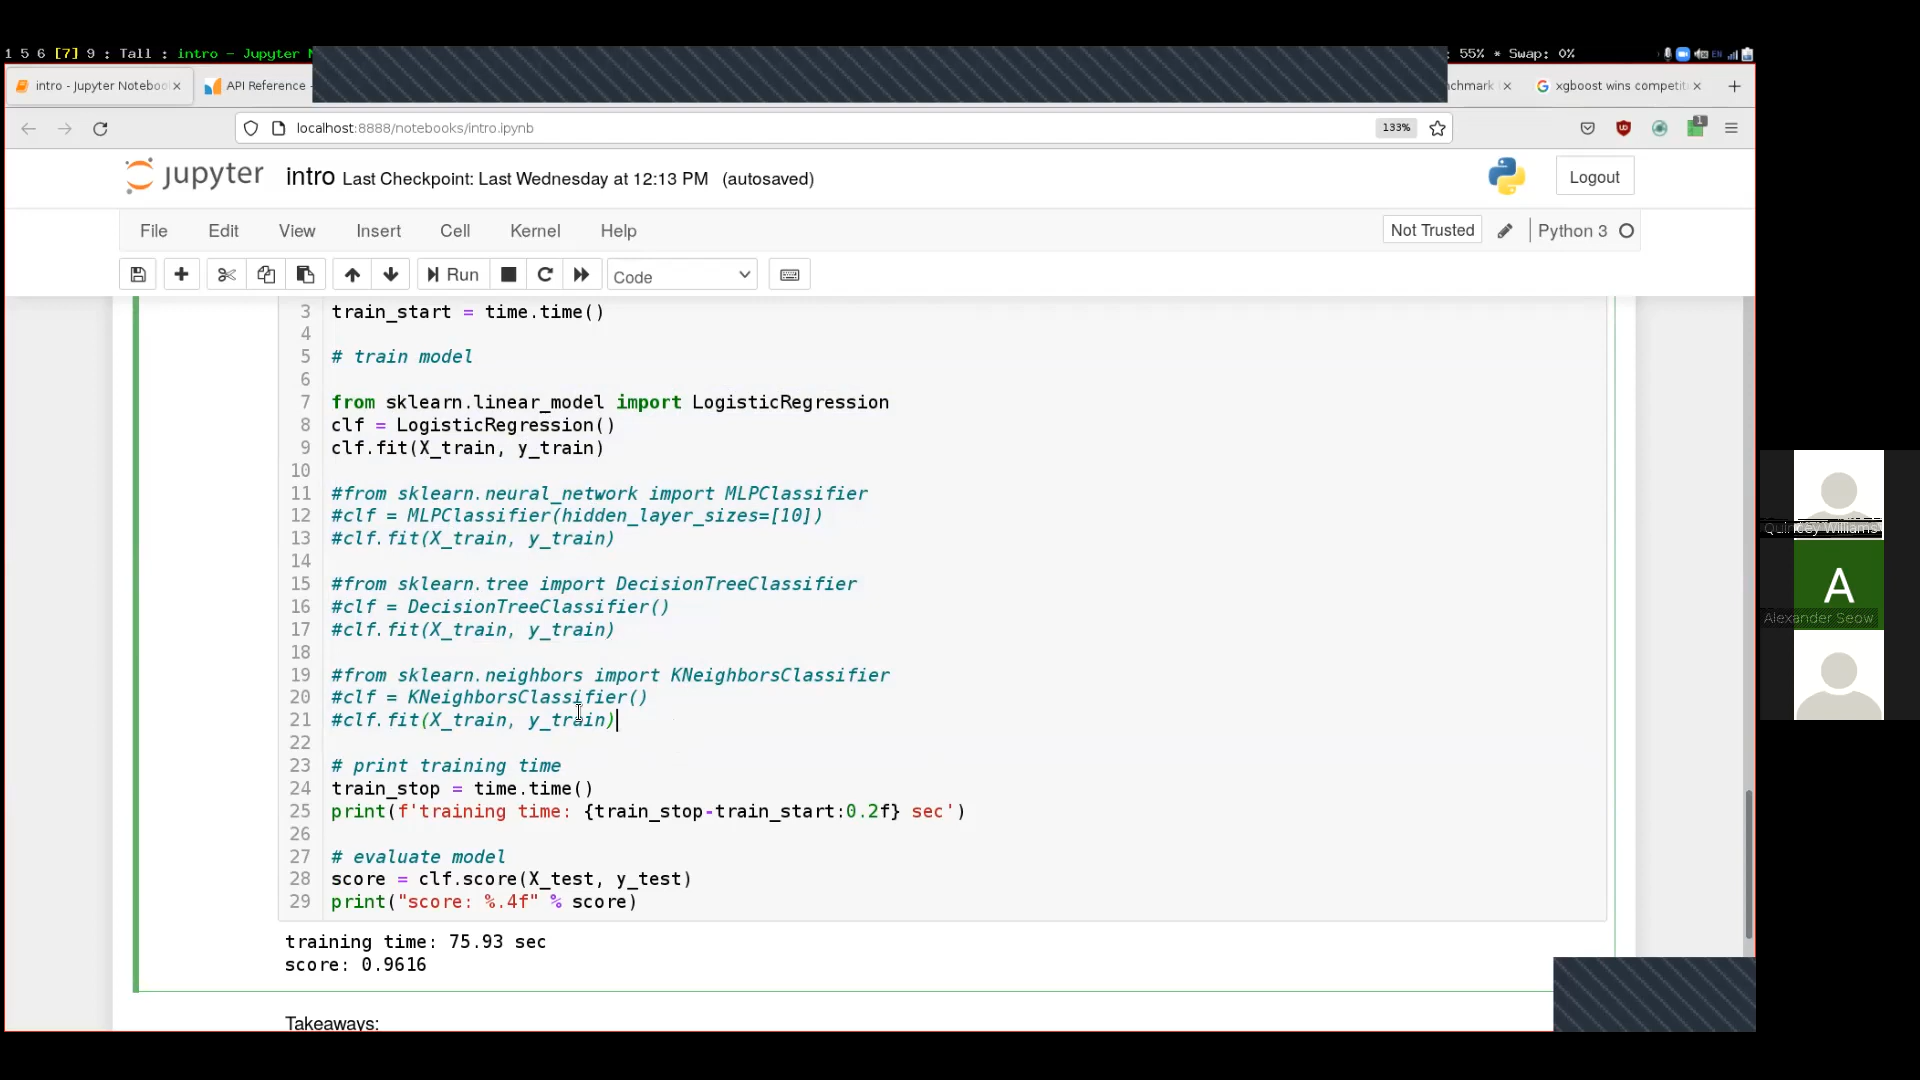 1 5 6 [7] 9 : Tall : intro - Jupyter
: 55% * Swap: 0%
EN
intro - Jupyter Noteboo
API Reference
chmark
xgboost wins competit
localhost:8888/notebooks/intro.ipynb
133%
1
jupyter intro Last Checkpoint: Last Wednesday at 12:13 PM (autosaved)
Logout
File Edit View Insert Cell Kernel Help
Not Trusted
Python 3
Run
Code
3 train_start = time.time()
4
5 # train model
6
7 from sklearn.linear_model import LogisticRegression
8 clf = LogisticRegression()
9 clf.fit(X_train, y_train)
10
11 #from sklearn.neural_network import MLPClassifier
12 #clf = MLPClassifier(hidden_layer_sizes=[10])
13 #clf.fit(X_train, y_train)
14
15 #from sklearn.tree import DecisionTreeClassifier
16 #clf = DecisionTreeClassifier()
17 #clf.fit(X_train, y_train)
18
19 #from sklearn.neighbors import KNeighborsClassifier
20 #clf = KNeighborsClassifier()
21 #clf.fit(X_train, y_train)
22
23 # print training time
24 train_stop = time.time()
25 print(f'training time: {train_stop-train_start:0.2f} sec')
26
27 # evaluate model
28 score = clf.score(X_test, y_test)
29 print("score: %.4f" % score)
training time: 75.93 sec
score: 0.9616
Takeaways:
Quincey Williams
A
Alexander Seow